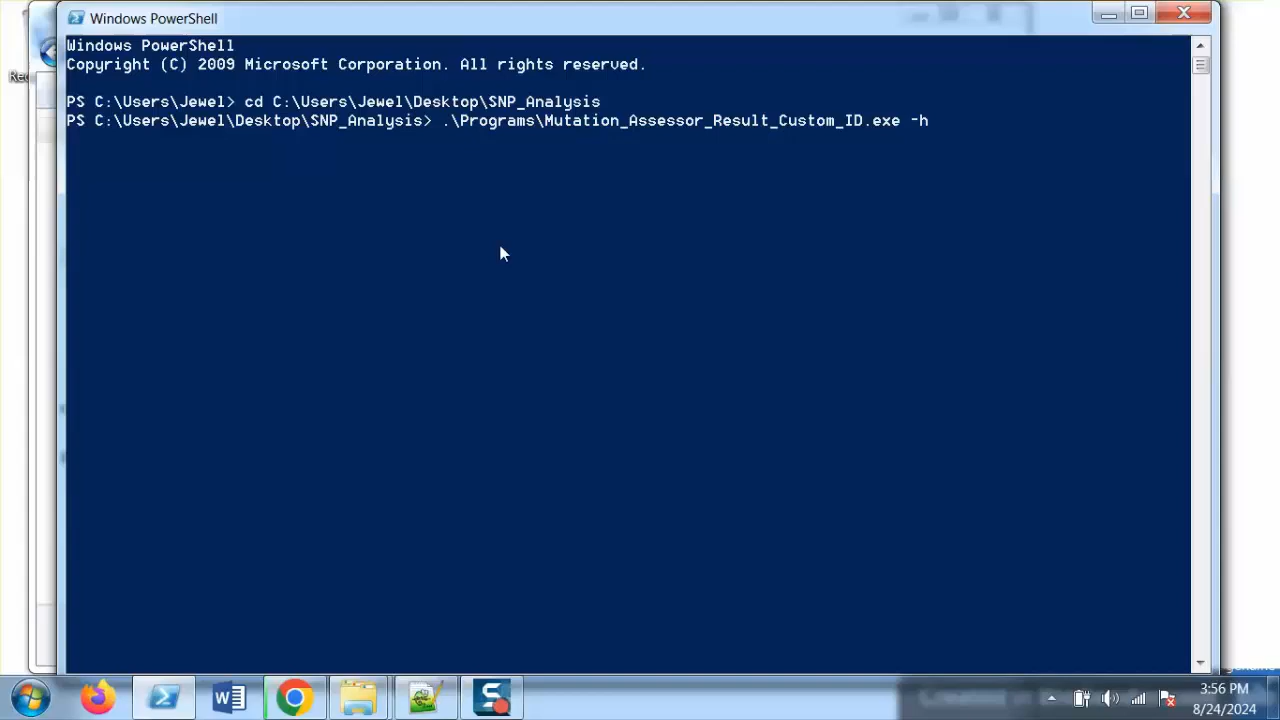 Windows PowerShell
Windows PowerShell
Copyright (C) 2009 Microsoft Corporation. All rights reserved.
PS C:\Users\Jewel> cd C:\Users\Jewel\Desktop\SNP_Analysis
PS C:\Users\Jewel\Desktop\SNP_Analysis> .\Programs\Mutation_Assessor_Result_Custom_ID.exe -h
3:56 PM
8/24/2024